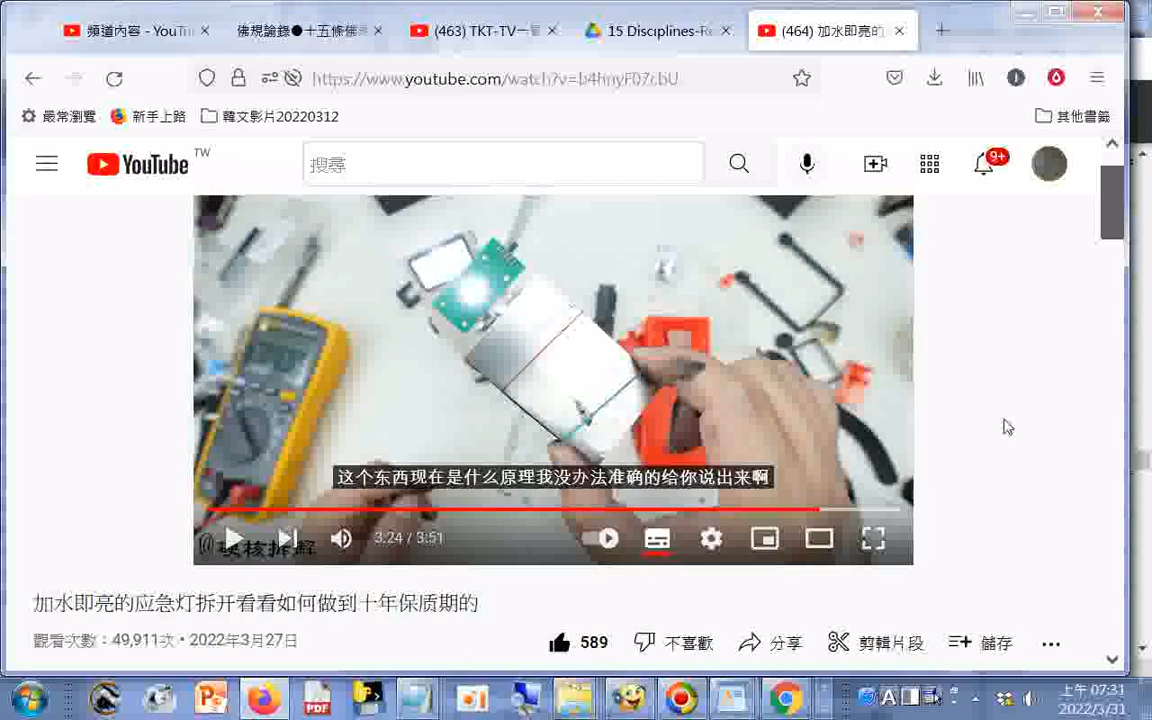 頻道內容 - YouTu
佛規論錄●十五條佛
(463) TKT-TV一
15 Disciplines-R
(464) 加水即亮的
https://www.youtube.com/watch?v=b4hnyF07cbU
最常瀏覽
新手上路
韓文影片20220312
其他書籤
YouTube TW
搜尋
9+
这个东西现在是什么原理我没办法准确的给你说出来啊
3:24 / 3:51
硬核拆解
加水即亮的应急灯拆开看看如何做到十年保质期的
觀看次數：49,911次 • 2022年3月27日
589
不喜歡
分享
剪輯片段
儲存
PDF
A
上午 07:31
2022/3/31